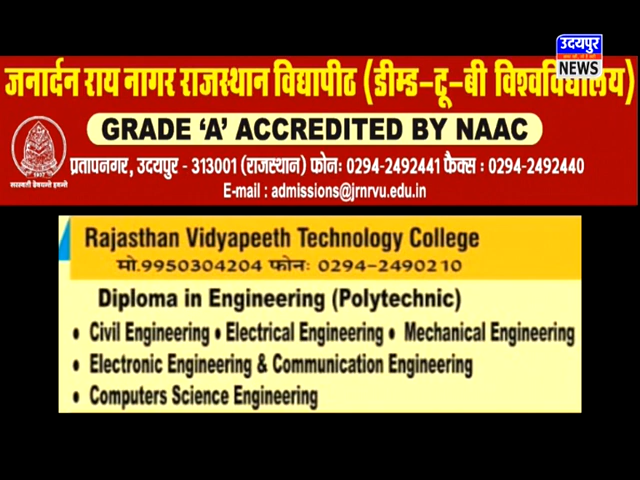 उदयपुर
NEWS
जनार्दन राय नागर राजस्थान विद्यापीठ (डीम्ड-टू-बी विश्वविद्यालय)
GRADE ‘A’ ACCREDITED BY NAAC
प्रतापनगर, उदयपुर - 313001 (राजस्थान) फोनः 0294-2492441 फैक्स : 0294-2492440
E-mail : admissions@jrnrvu.edu.in
1937
Rajasthan Vidyapeeth Technology College
मो.9950304204 फोनः 0294-2490210
Diploma in Engineering (Polytechnic)
• Civil Engineering • Electrical Engineering • Mechanical Engineering
• Electronic Engineering & Communication Engineering
• Computers Science Engineering